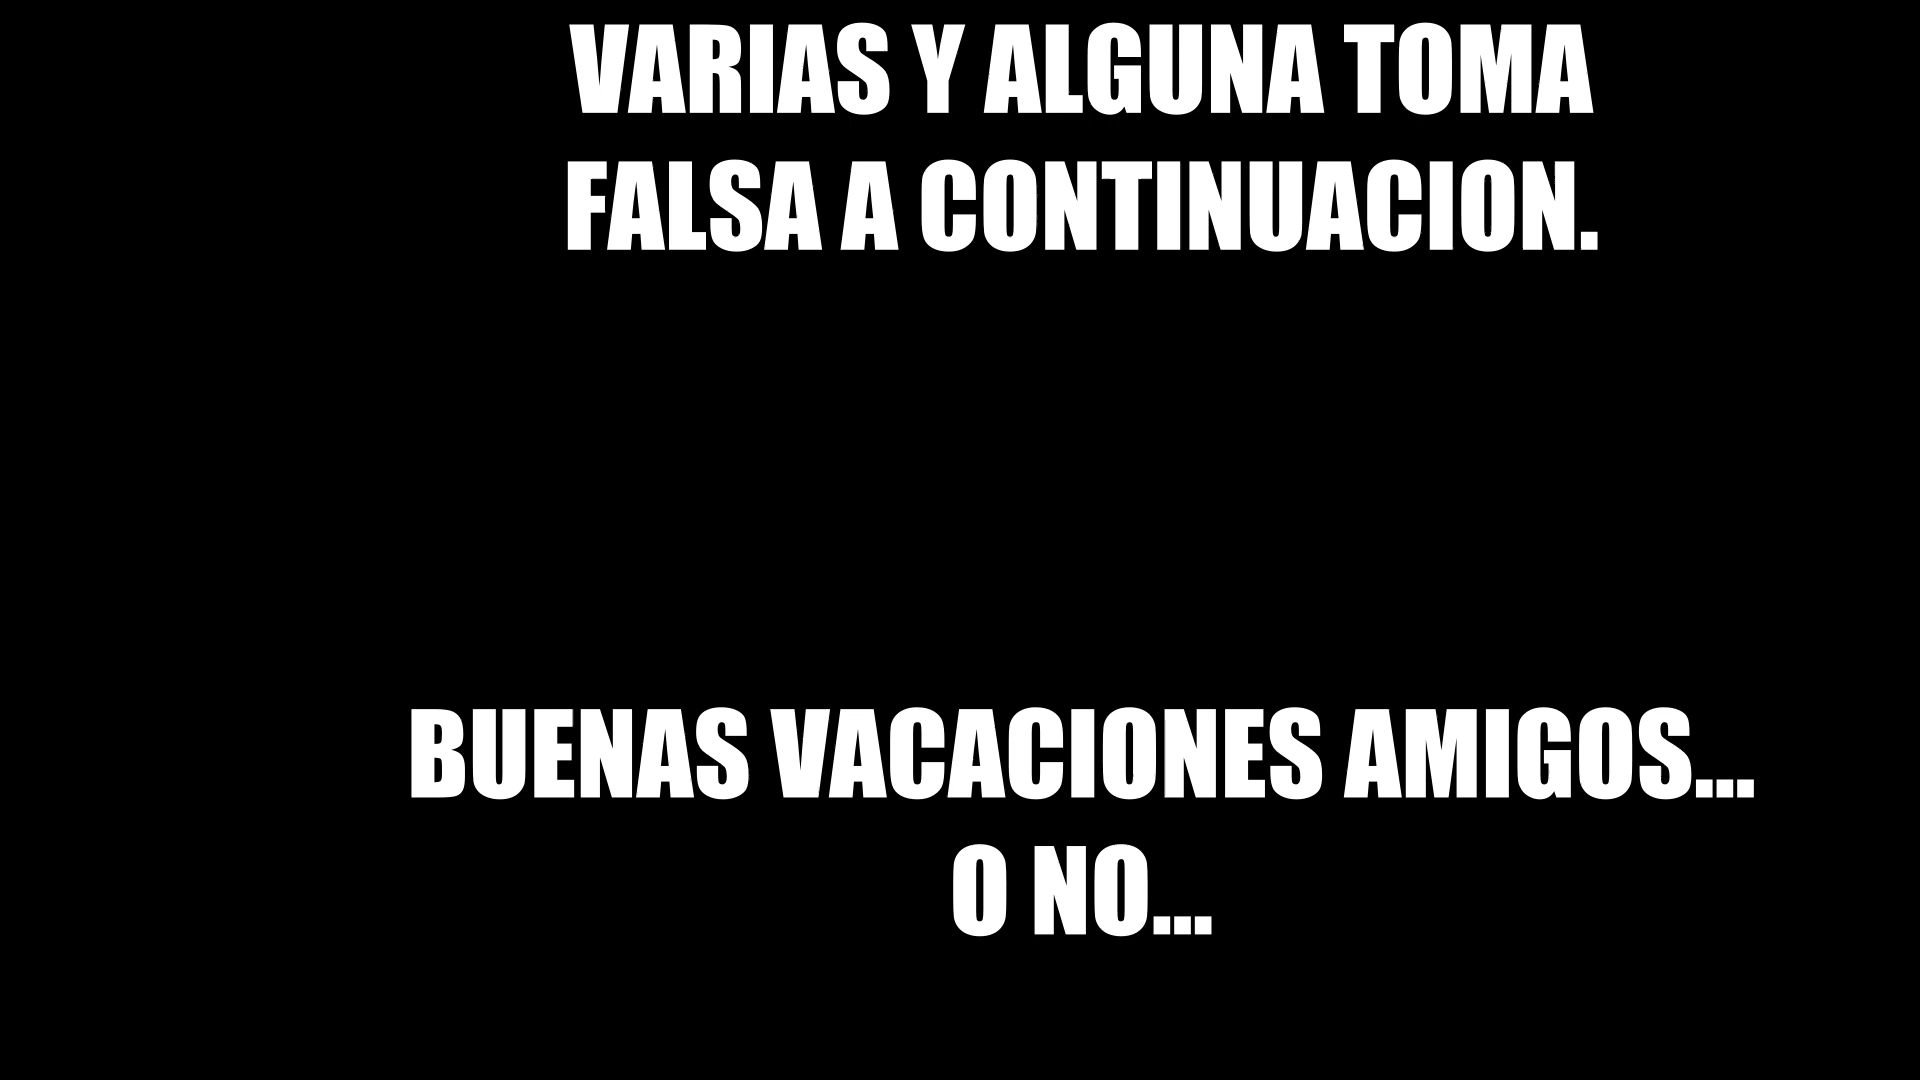 VARIAS Y ALGUNA TOMA
FALSA A CONTINUACION.
BUENAS VACACIONES AMIGOS...
O NO...